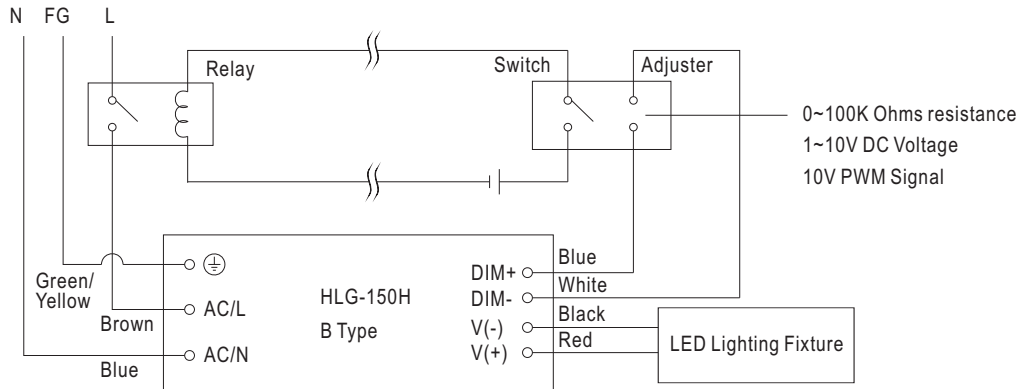 N FG L
Relay
Switch
Adjuster
0~100K Ohms resistance
1~10V DC Voltage
10V PWM Signal
Green/
Yellow
Brown
Blue
AC/L
AC/N
HLG-150H
B Type
DIM+
DIM-
V(-)
V(+)
Blue
White
Black
Red
LED Lighting Fixture